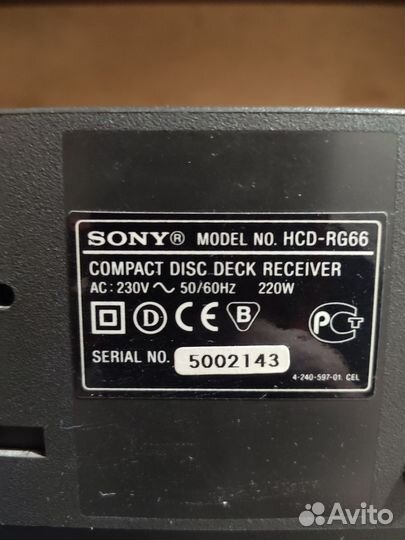 SONY® MODEL NO. HCD-RG66
COMPACT DISC DECK RECEIVER
AC: 230V ~ 50/60HZ 220W
D CE B РСТ
SERIAL NO. 5002143
4-240-597-01 CEL
Avito